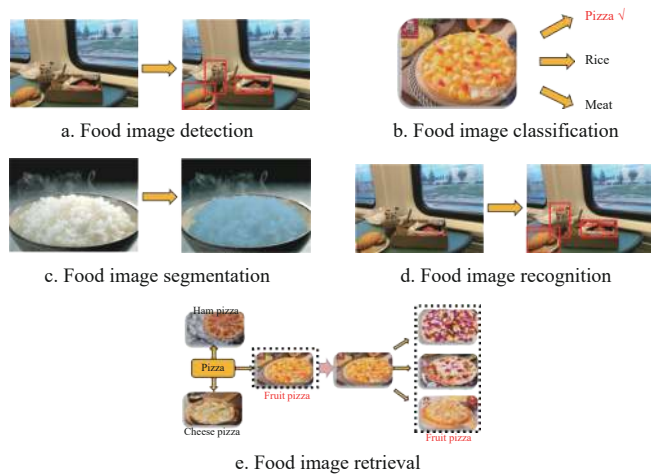 Pizza √
Rice
Meat
a. Food image detection
b. Food image classification
c. Food image segmentation
d. Food image recognition
Ham pizza
Pizza
Fruit pizza
Cheese pizza
Fruit pizza
e. Food image retrieval